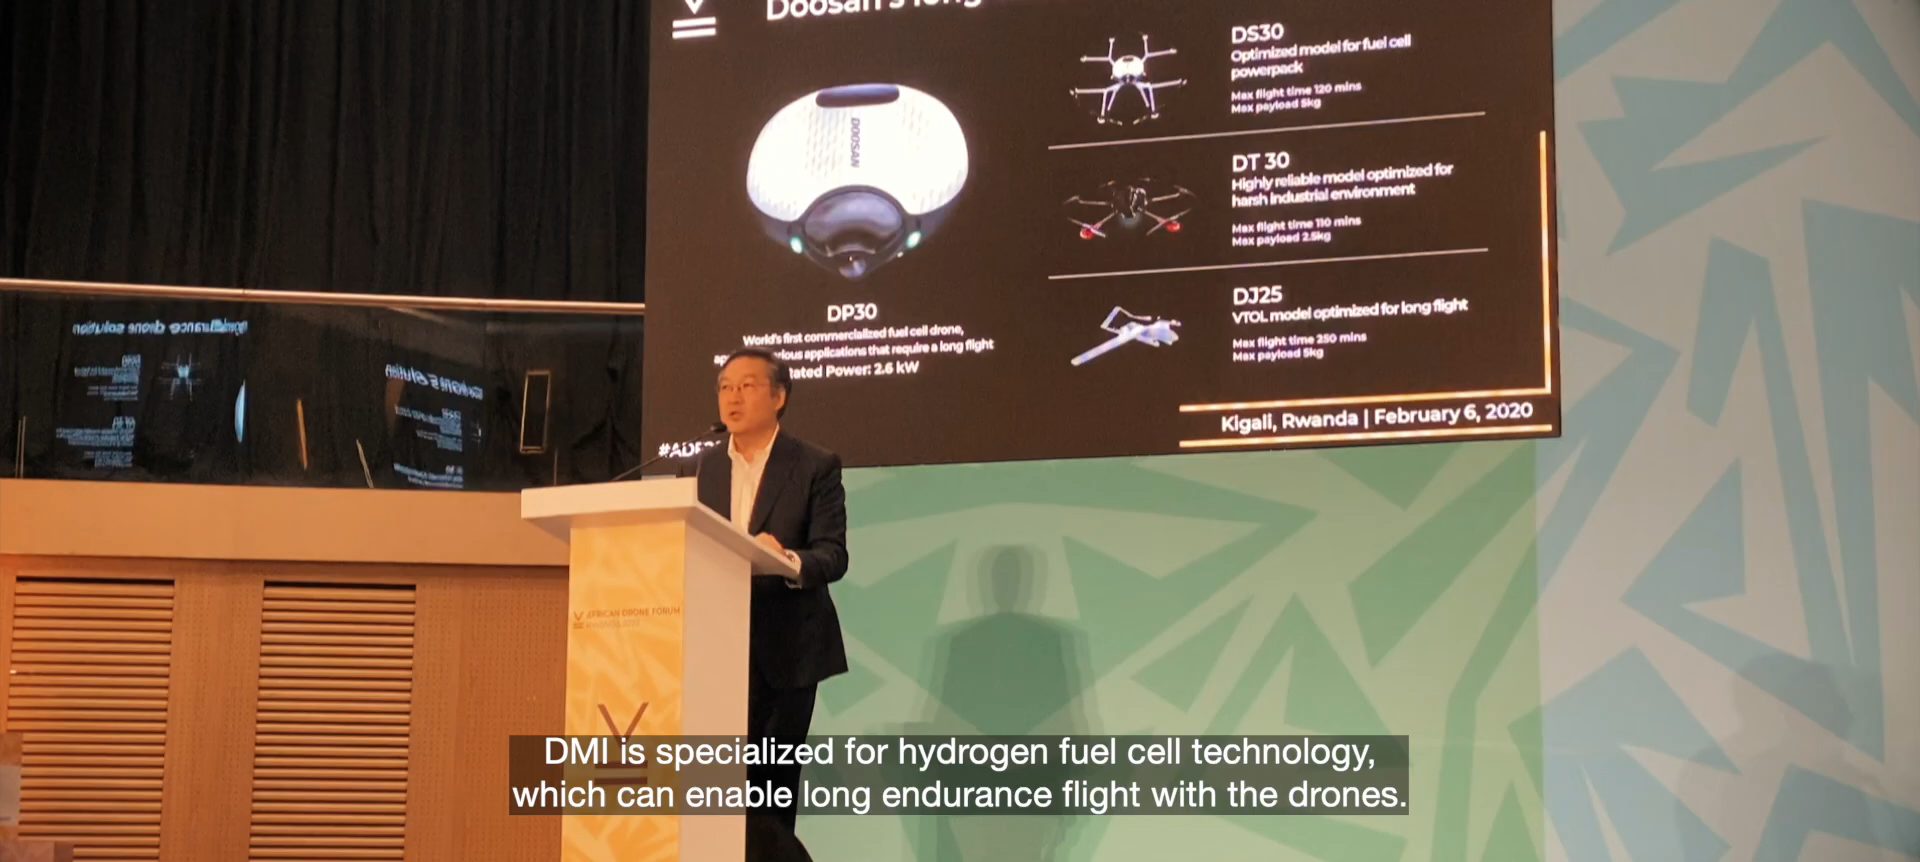 Doosan's long
DOOSAN
DP30
World's first commercialized fuel cell drone,
applications that require a long flight
Rated Power: 2.6 kW
DS30
Optimized model for fuel cell
powerpack
Max flight time 120 mins
Max payload 5kg
DT 30
Highly reliable model optimized for
harsh industrial environment
Max flight time 110 mins
Max payload 2.5kg
DJ25
VTOL model optimized for long flight
Max flight time 250 mins
Max payload 5kg
Kigali, Rwanda | February 6, 2020
AFRICAN DRONE FORUM
DMI is specialized for hydrogen fuel cell technology,
which can enable long endurance flight with the drones.